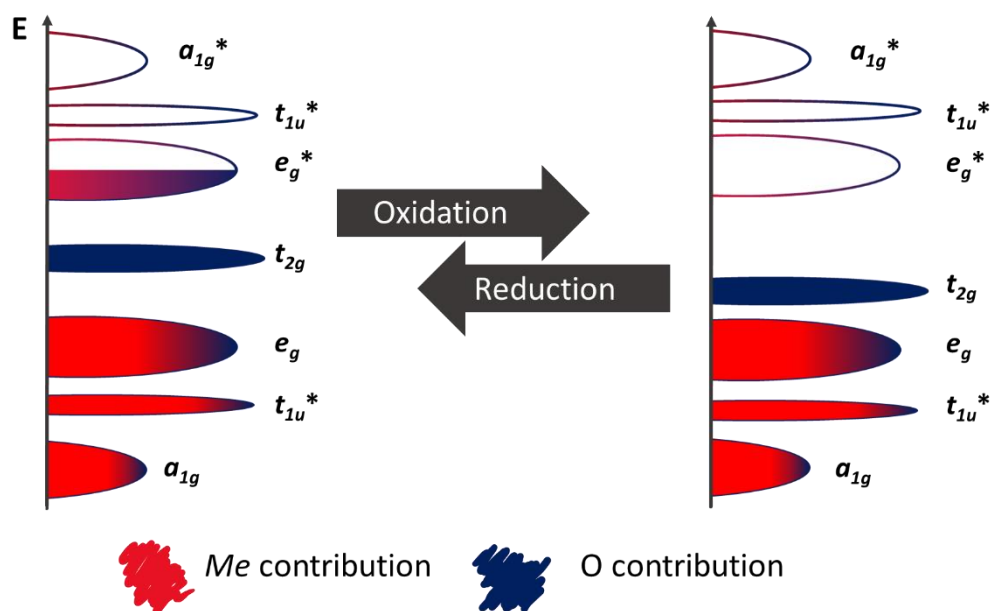 E
a1g*
t1u*
eg*
t2g
eg
t1u*
a1g
Oxidation
Reduction
a1g*
t1u*
eg*
t2g
eg
t1u*
a1g
Me contribution
O contribution